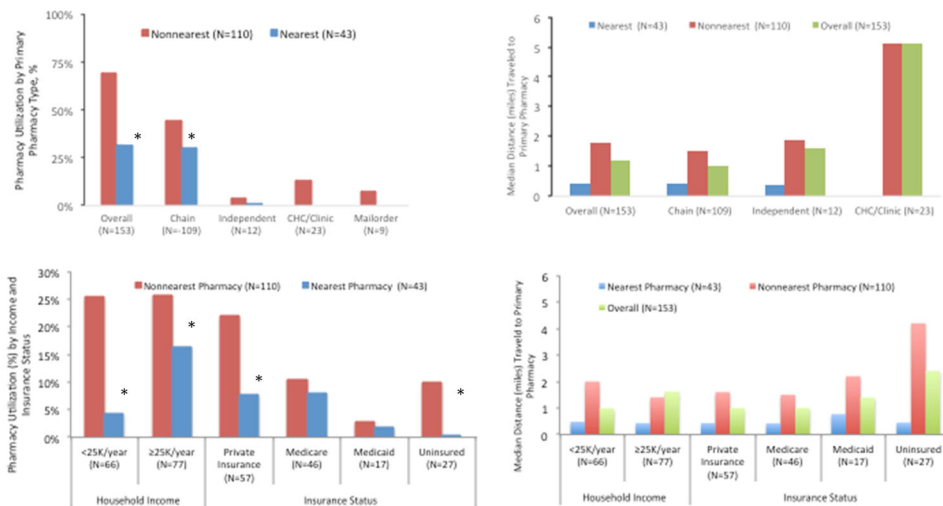 Pharmacy Utilization by Primary
Pharmacy Type, %
100%
75%
50%
25%
0%
Nonnearest (N=110)
Nearest (N=43)
*
*
Overall
(N=153)
Chain
(N=-109)
Independent
(N=12)
CHC/Clinic
(N=23)
Mailorder
(N=9)
Median Distance (miles) Traveled to
Primary Pharmacy
6
5
4
3
2
1
0
Nearest (N=43)
Nonnearest (N=110)
Overall (N=153)
Overall (N=153)
Chain (N=109)
Independent (N=12)
CHC/Clinic (N=23)
Pharmacy Utilization (%) by Income and
Insurance Status
30%
25%
20%
15%
10%
5%
0%
Nonnearest Pharmacy (N=110)
Nearest Pharmacy (N=43)
*
*
*
*
<25K/year
(N=66)
≥25K/year
(N=77)
Private
Insurance
(N=57)
Medicare
(N=46)
Medicaid
(N=17)
Uninsured
(N=27)
Household Income
Insurance Status
Median Distance (miles) Traveld to Primary
Pharmacy
6
5
4
3
2
1
0
Nearest Pharmacy (N=43)
Nonnearest Pharmacy (N=110)
Overall (N=153)
<25K/year
(N=66)
≥25K/year
(N=77)
Private
Insurance
(N=57)
Medicare
(N=46)
Medicaid
(N=17)
Uninsured
(N=27)
Household Income
Insurance Status